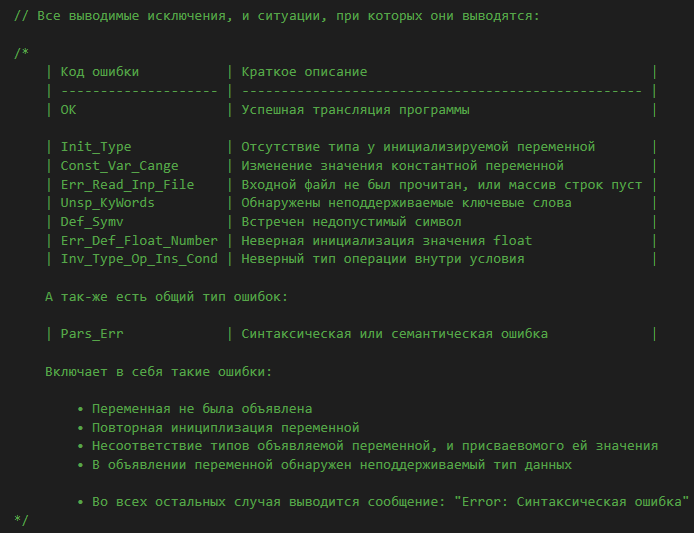 // Все выводимые исключения, и ситуации, при которых они выводятся:
/*
| Код ошибки | Краткое описание |
| -------------------- | --------------------------------------------------- |
| OK | Успешная трансляция программы |
| Init_Type | Отсутствие типа у инициализируемой переменной |
| Const_Var_Cange | Изменение значения константной переменной |
| Err_Read_Inp_File | Входной файл не был прочитан, или массив строк пуст |
| Unsp_KyWords | Обнаружены неподдерживаемые ключевые слова |
| Def_Symv | Встречен недопустимый символ |
| Err_Def_Float_Number | Неверная инициализация значения float |
| Inv_Type_Op_Ins_Cond | Неверный тип операции внутри условия |
А так-же есть общий тип ошибок:
| Pars_Err | Синтаксическая или семантическая ошибка |
Включает в себя такие ошибки:
• Переменная не была объявлена
• Повторная инициплизация переменной
• Несоответствие типов объявляемой переменной, и присваевомого ей значения
• В объявлении переменной обнаружен неподдерживаемый тип данных
• Во всех остальных случая выводится сообщение: "Error: Синтаксическая ошибка"
*/